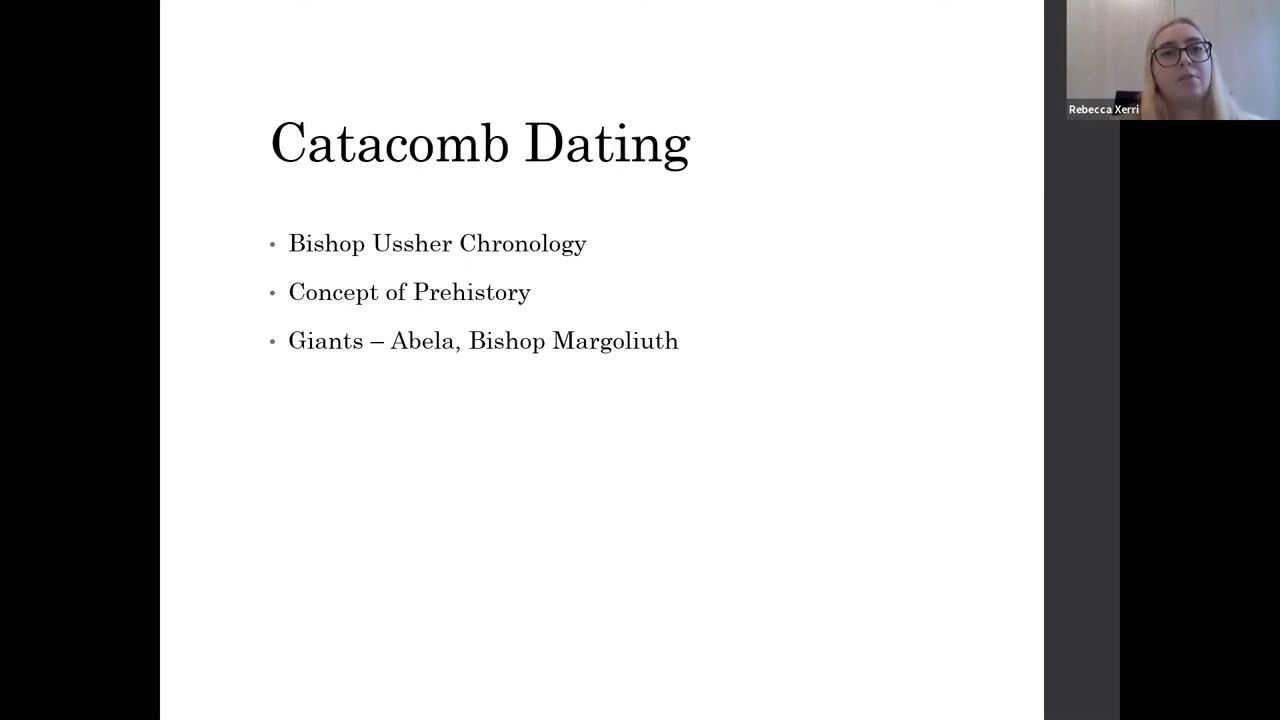 Catacomb Dating
• Bishop Ussher Chronology
• Concept of Prehistory
• Giants – Abela, Bishop Margoliuth
Rebecca Xerri